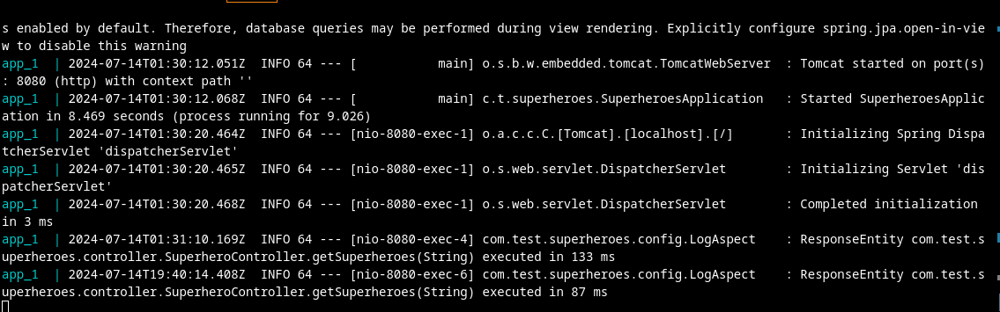 s enabled by default. Therefore, database queries may be performed during view rendering. Explicitly configure spring.jpa.open-in-vie
w to disable this warning
app_1  | 2024-07-14T01:30:12.051Z  INFO 64 --- [           main] o.s.b.w.embedded.tomcat.TomcatWebServer  : Tomcat started on port(s)
: 8080 (http) with context path ''
app_1  | 2024-07-14T01:30:12.068Z  INFO 64 --- [           main] c.t.superheroes.SuperheroesApplication   : Started SuperheroesApplic
ation in 8.469 seconds (process running for 9.026)
app_1  | 2024-07-14T01:30:20.464Z  INFO 64 --- [nio-8080-exec-1] o.a.c.c.C.[Tomcat].[localhost].[/]       : Initializing Spring Dispa
tcherServlet 'dispatcherServlet'
app_1  | 2024-07-14T01:30:20.465Z  INFO 64 --- [nio-8080-exec-1] o.s.web.servlet.DispatcherServlet        : Initializing Servlet 'dis
patcherServlet'
app_1  | 2024-07-14T01:30:20.468Z  INFO 64 --- [nio-8080-exec-1] o.s.web.servlet.DispatcherServlet        : Completed initialization
in 3 ms
app_1  | 2024-07-14T01:31:10.169Z  INFO 64 --- [nio-8080-exec-4] com.test.superheroes.config.LogAspect    : ResponseEntity com.test.s
uperheroes.controller.SuperheroController.getSuperheroes(String) executed in 133 ms
app_1  | 2024-07-14T19:40:14.408Z  INFO 64 --- [nio-8080-exec-6] com.test.superheroes.config.LogAspect    : ResponseEntity com.test.s
uperheroes.controller.SuperheroController.getSuperheroes(String) executed in 87 ms